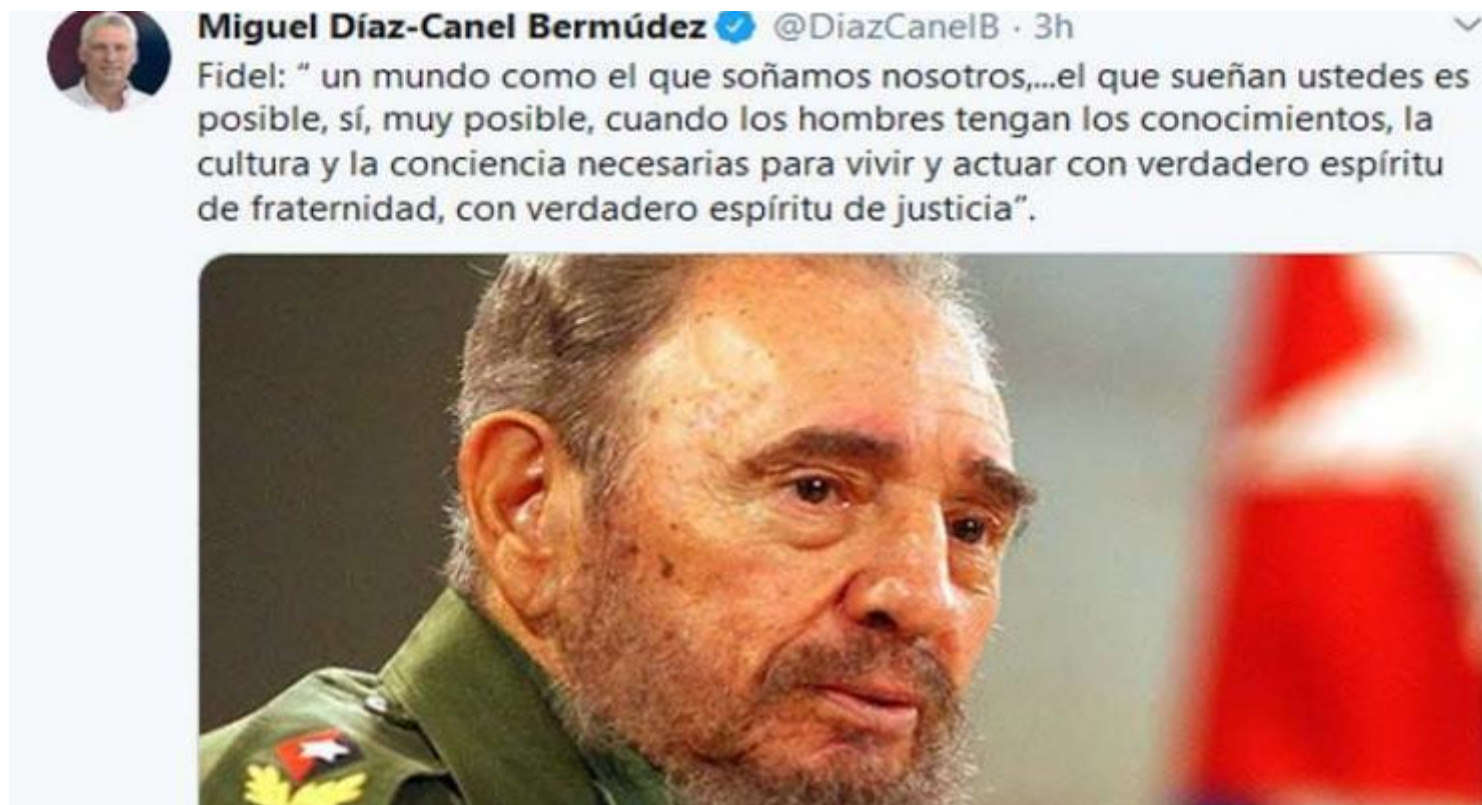 Miguel Díaz-Canel Bermúdez @DiazCanelB · 3h
Fidel: “ un mundo como el que soñamos nosotros,...el que sueñan ustedes es
posible, sí, muy posible, cuando los hombres tengan los conocimientos, la
cultura y la conciencia necesarias para vivir y actuar con verdadero espíritu
de fraternidad, con verdadero espíritu de justicia”.